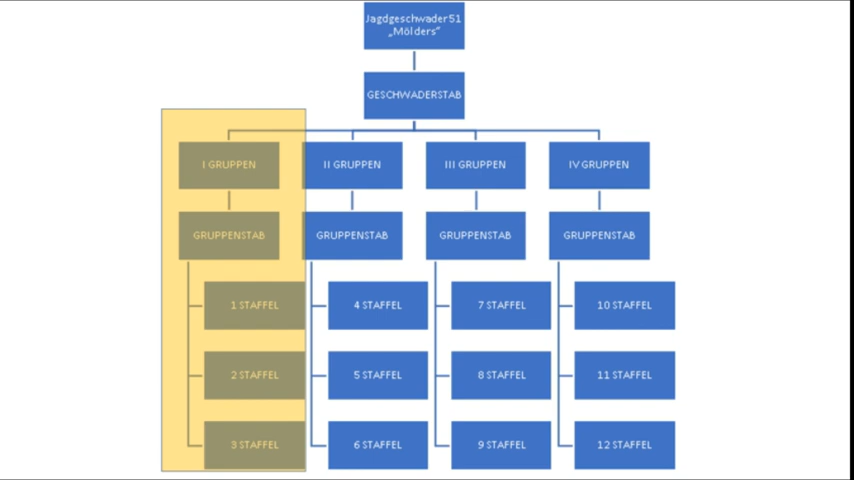 Jagdgeschwader51
„Mölders“
GESCHWADERSTAB
I GRUPPEN
II GRUPPEN
III GRUPPEN
IV GRUPPEN
GRUPPENSTAB
GRUPPENSTAB
GRUPPENSTAB
GRUPPENSTAB
1 STAFFEL
4 STAFFEL
7 STAFFEL
10 STAFFEL
2 STAFFEL
5 STAFFEL
8 STAFFEL
11 STAFFEL
3 STAFFEL
6 STAFFEL
9 STAFFEL
12 STAFFEL